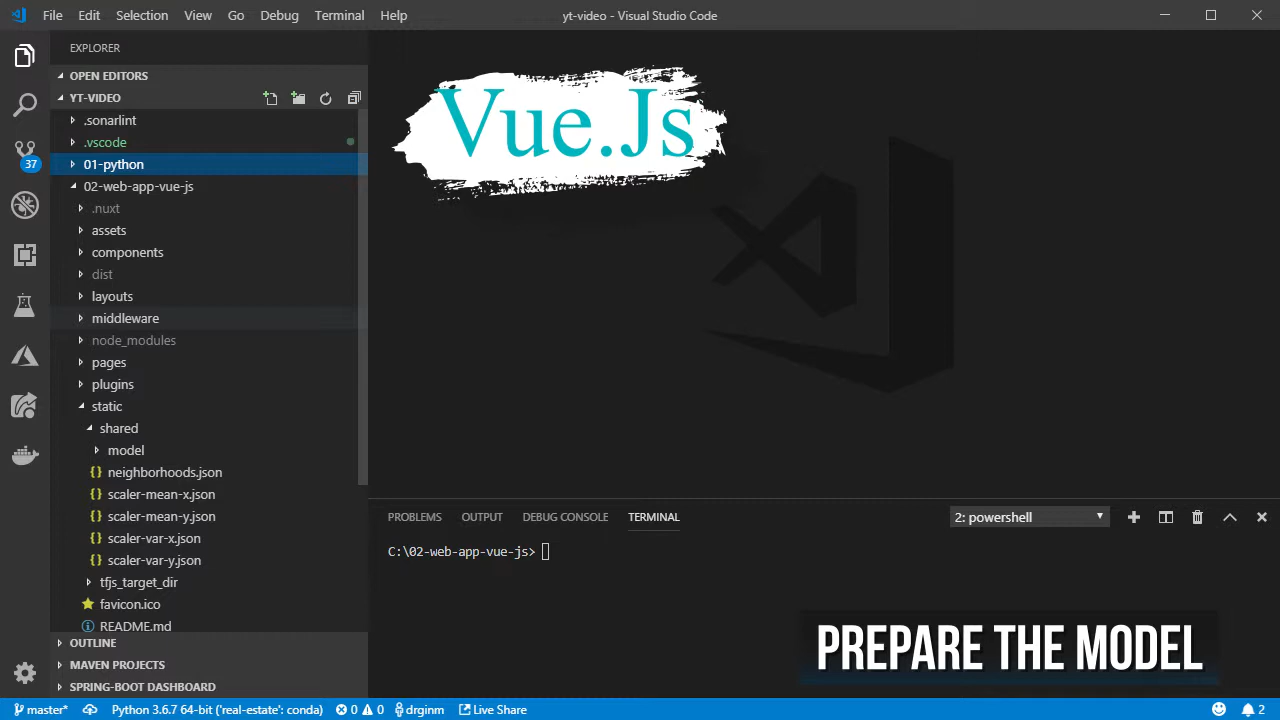 File Edit Selection View Go Debug Terminal Help
yt-video - Visual Studio Code
EXPLORER
OPEN EDITORS
YT-VIDEO
.sonarlint
.vscode
01-python
02-web-app-vue-js
.nuxt
assets
components
dist
layouts
middleware
node_modules
pages
plugins
static
shared
model
{} neighborhoods.json
{} scaler-mean-x.json
{} scaler-mean-y.json
{} scaler-var-x.json
{} scaler-var-y.json
tfjs_target_dir
favicon.ico
README.md
OUTLINE
MAVEN PROJECTS
SPRING-BOOT DASHBOARD
37
Vue.Js
PROBLEMS OUTPUT DEBUG CONSOLE TERMINAL
2: powershell
C:\02-web-app-vue-js>
PREPARE THE MODEL
master* Python 3.6.7 64-bit ('real-estate': conda) 0 0 drginm Live Share 2